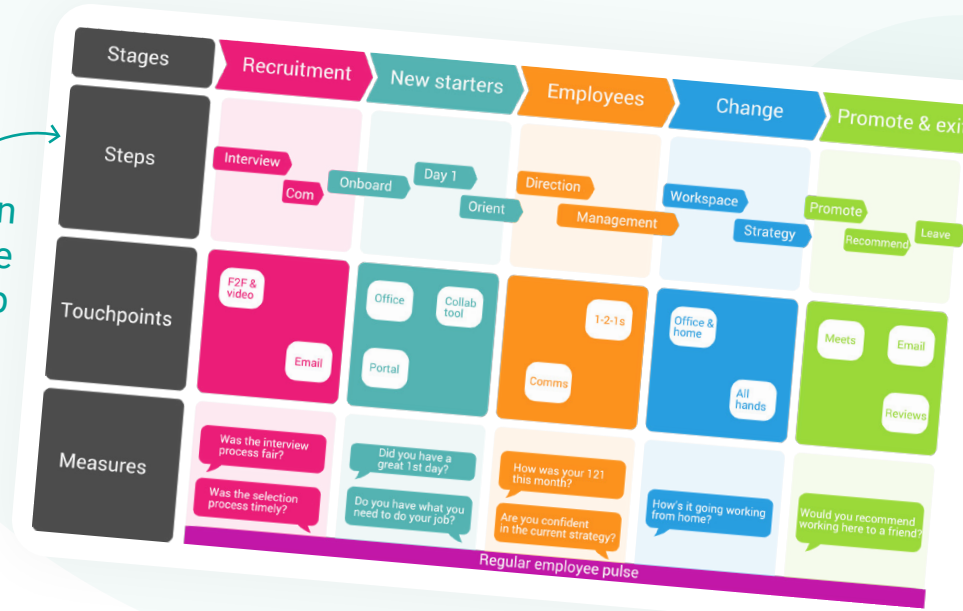 Stages
Recruitment
New starters
Employees
Change
Promote & exit
Steps
Interview
Com
Onboard
Day 1
Orient
Direction
Management
Workspace
Strategy
Promote
Recommend
Leave
Touchpoints
F2F &
video
Email
Office
Collab
tool
Portal
1-2-1s
Comms
Office &
home
All
hands
Meets
Email
Reviews
Measures
Was the interview
process fair?
Was the selection
process timely?
Did you have a
great 1st day?
Do you have what you
need to do your job?
How was your 121
this month?
Are you confident
in the current strategy?
How's it going working
from home?
Would you recommend
working here to a friend?
Regular employee pulse